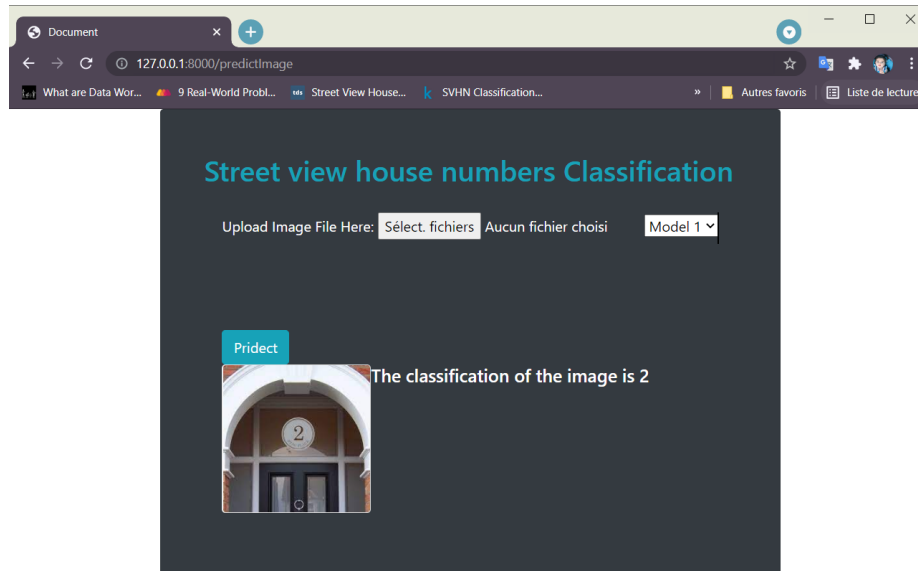 Document
127.0.0.1:8000/predictImage
What are Data Wor... 9 Real-World Probl... tds Street View House... k SVHN Classification... » Autres favoris Liste de lecture
Street view house numbers Classification
Upload Image File Here: Sélect. fichiers Aucun fichier choisi Model 1
Pridect
The classification of the image is 2
2